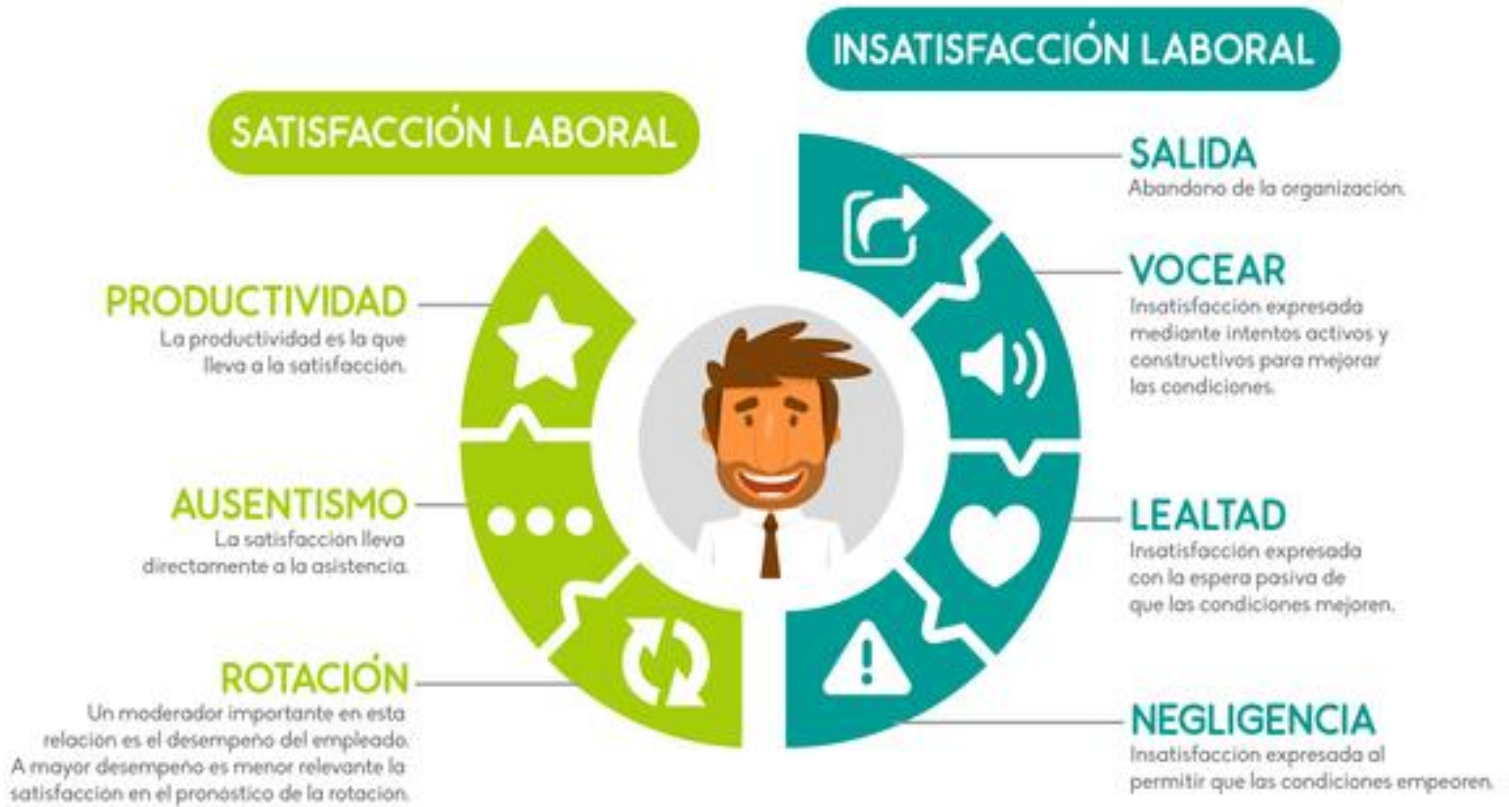 SATISFACCIÓN LABORAL
PRODUCTIVIDAD
La productividad es la que
lleva a la satisfacción.
AUSENTISMO
La satisfacción lleva
directamente a la asistencia.
ROTACIÓN
Un moderador importante en esta
relación es el desempeño del empleado.
A mayor desempeño es menor relevante la
satisfacción en el pronóstico de la rotación.
INSATISFACCIÓN LABORAL
SALIDA
Abandono de la organización.
VOCEAR
Insatisfacción expresada
mediante intentos activos y
constructivos para mejorar
las condiciones.
LEALTAD
Insatisfacción expresada
con la espera pasiva de
que las condiciones mejoren.
NEGLIGENCIA
Insatisfacción expresada al
permitir que las condiciones empeoren.